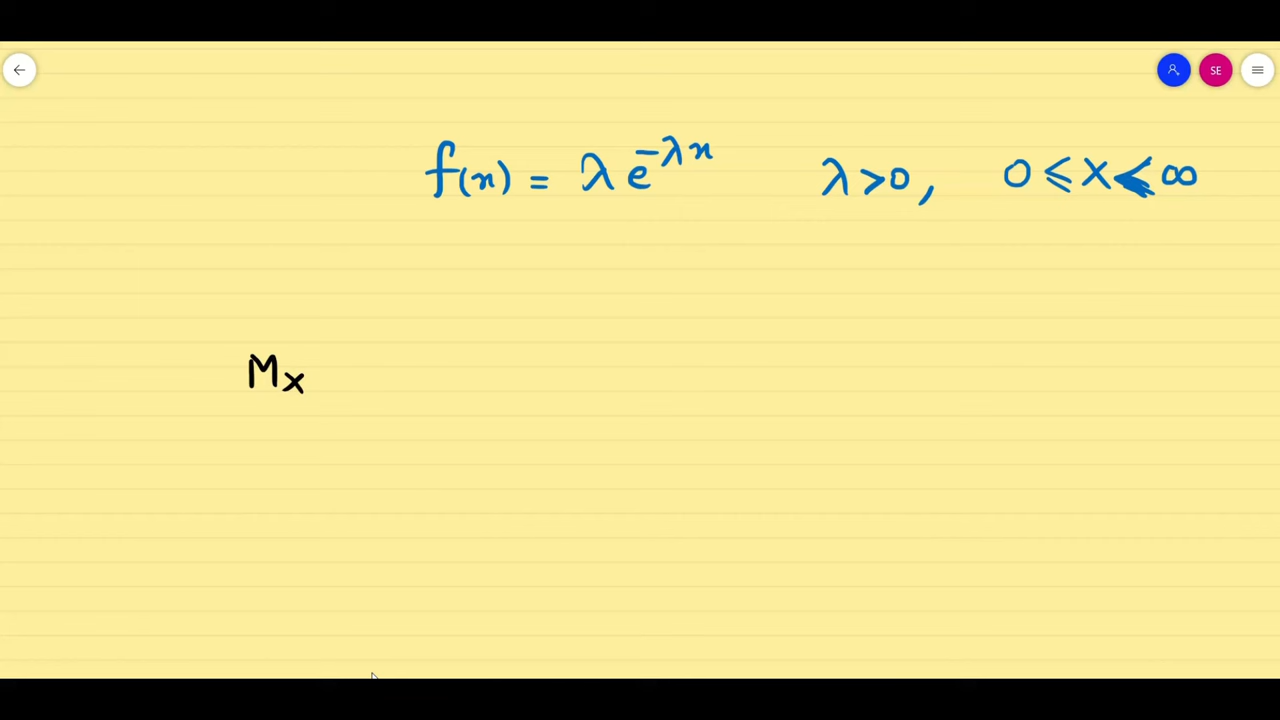 SE
f(x) = λ e^{-λx} λ > 0, 0 ≤ X < ∞
M_X